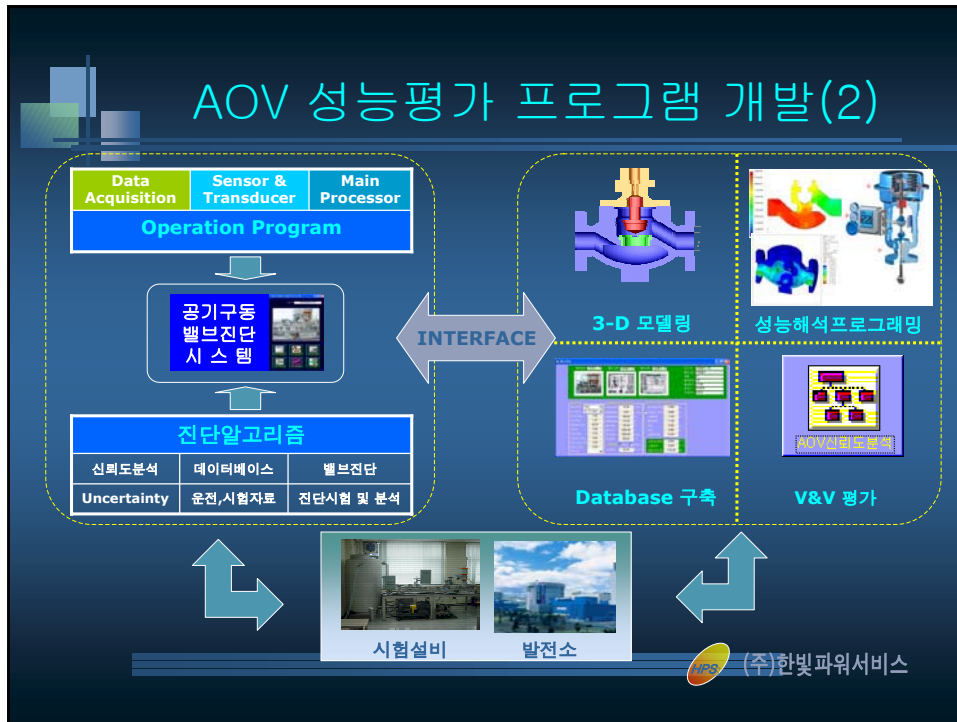 AOV 성능평가 프로그램 개발(2)
Data
Acquisition
Sensor &
Transducer
Main
Processor
Operation Program
공기구동
밸브진단
시 스 템
진단알고리즘
신뢰도분석
데이터베이스
밸브진단
Uncertainty
운전,시험자료
진단시험 및 분석
INTERFACE
3-D 모델링
성능해석프로그래밍
AOV신뢰도분석
Database 구축
V&V 평가
시험설비
발전소
HPS
(주)한빛파워서비스